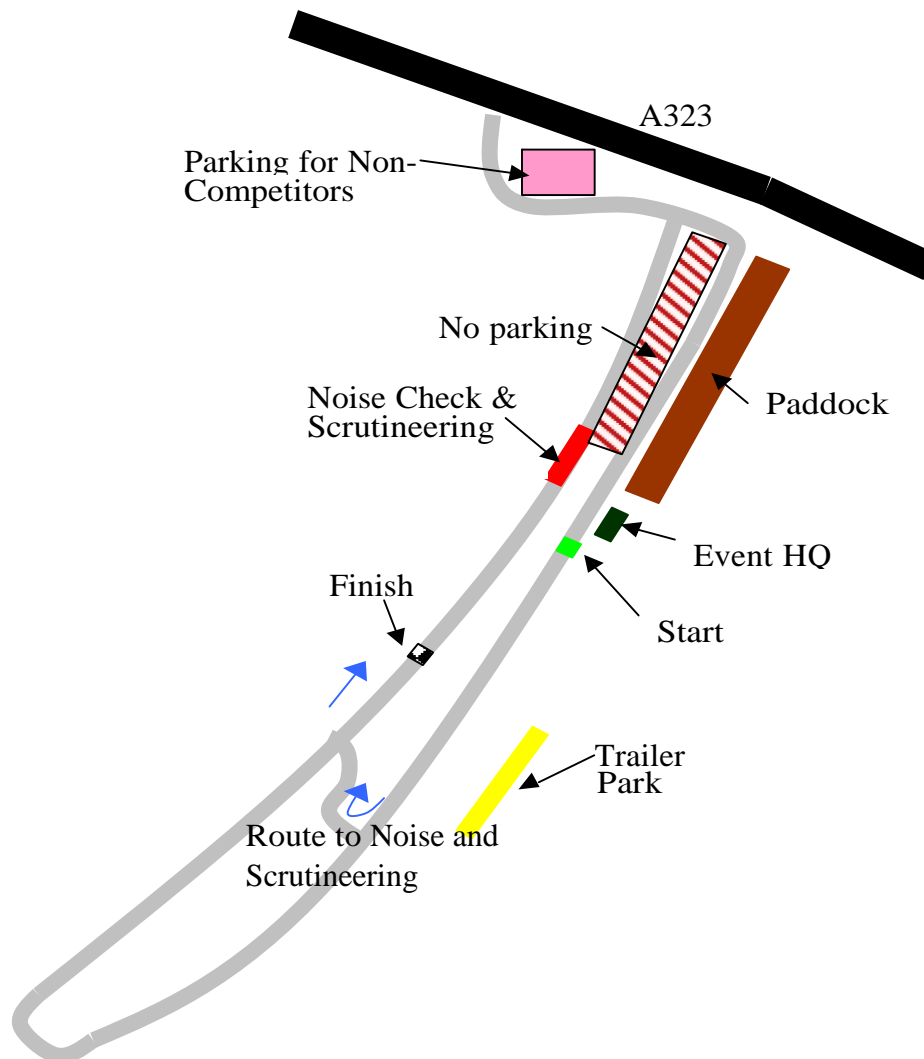 A323
Parking for Non-
Competitors
No parking
Noise Check &
Scrutineering
Paddock
Event HQ
Finish
Start
Trailer
Park
Route to Noise and
Scrutineering